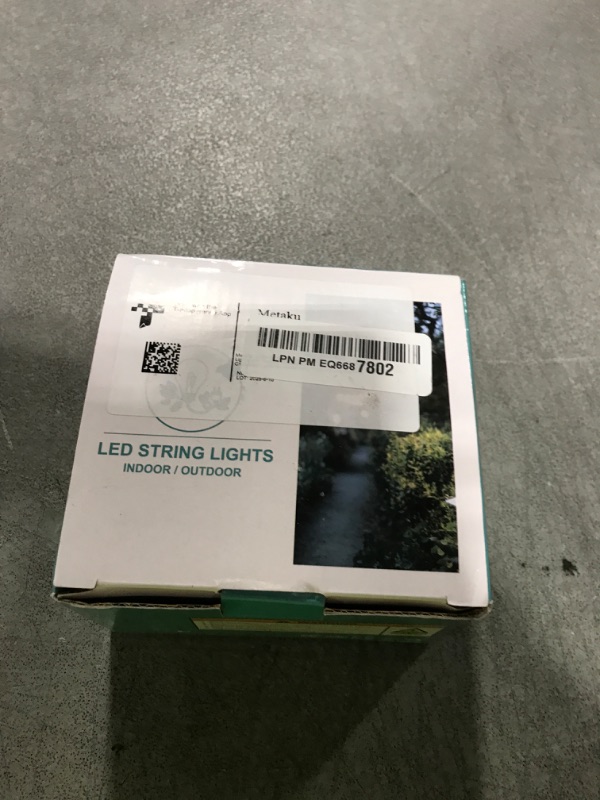 Metaku
LPN PM EQ6687802
LED STRING LIGHTS
INDOOR / OUTDOOR